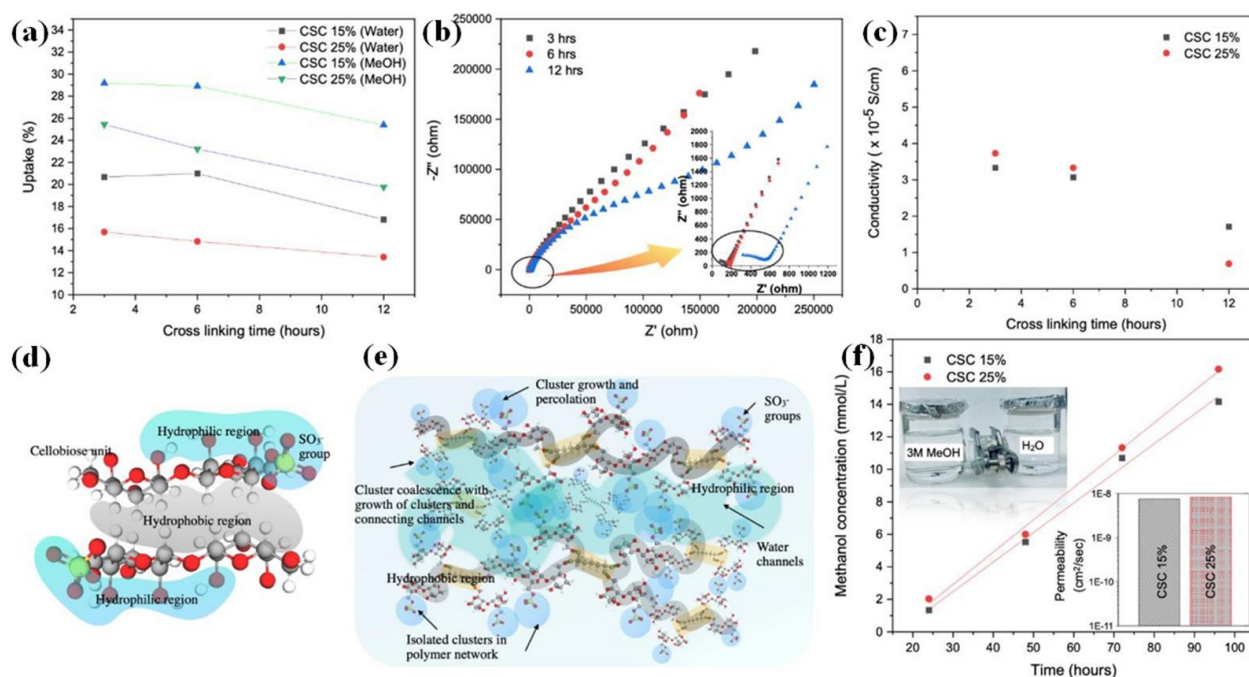 (a)
CSC 15% (Water)
CSC 25% (Water)
CSC 15% (MeOH)
CSC 25% (MeOH)
34
32
30
28
26
24
22
20
18
16
14
12
10
Uptake (%)
2
4
6
8
10
12
Cross linking time (hours)
(b)
3 hrs
6 hrs
12 hrs
250000
200000
150000
100000
50000
0
-Z'' (ohm)
0
50000
100000
150000
200000
250000
Z' (ohm)
2000
1800
1600
1400
1200
1000
800
600
400
200
0
Z'' (ohm)
0
200
400
600
800
1000
1200
Z' (ohm)
(c)
CSC 15%
CSC 25%
7
6
5
4
3
2
1
0
Conductivity ( x 10-5 S/cm)
0
2
4
6
8
10
12
Cross linking time (hours)
(d)
Hydrophilic region
SO3-
group
Cellobiose unit
Hydrophobic region
Hydrophilic region
(e)
Cluster growth and
percolation
SO3-
groups
Cluster coalescence with
growth of clusters and
connecting channels
Hydrophilic region
Water
channels
Hydrophobic region
Isolated clusters in
polymer network
(f)
CSC 15%
CSC 25%
18
16
14
12
10
8
6
4
2
0
Methanol concentration (mmol/L)
3M MeOH
H2O
1E-8
1E-9
1E-10
1E-11
Permeability
(cm2/sec)
CSC 15%
CSC 25%
20
30
40
50
60
70
80
90
100
Time (hours)